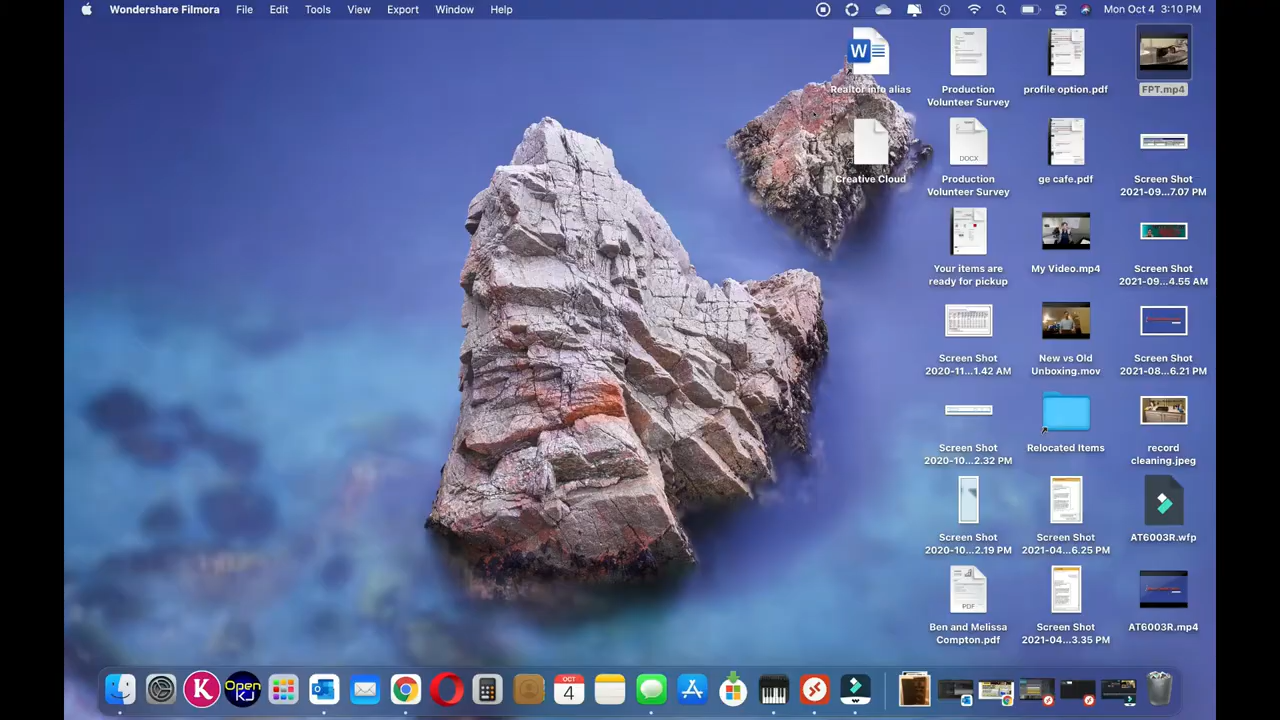 Wondershare Filmora File Edit Tools View Export Window Help Mon Oct 4 3:10 PM
W
Realtor info alias
Production
Volunteer Survey
profile option.pdf
FPT.mp4
Creative Cloud
DOCX
Production
Volunteer Survey
ge cafe.pdf
Screen Shot
2021-09...7.07 PM
Your items are
ready for pickup
My Video.mp4
Screen Shot
2021-09...4.55 AM
Screen Shot
2020-11...1.42 AM
New vs Old
Unboxing.mov
Screen Shot
2021-08...6.21 PM
Screen Shot
2020-10...2.32 PM
Relocated Items
record
cleaning.jpeg
Screen Shot
2020-10...2.19 PM
Screen Shot
2021-04...6.25 PM
AT6003R.wfp
PDF
Ben and Melissa
Compton.pdf
Screen Shot
2021-04...3.35 PM
AT6003R.mp4
K
Open
KJ
OCT
4